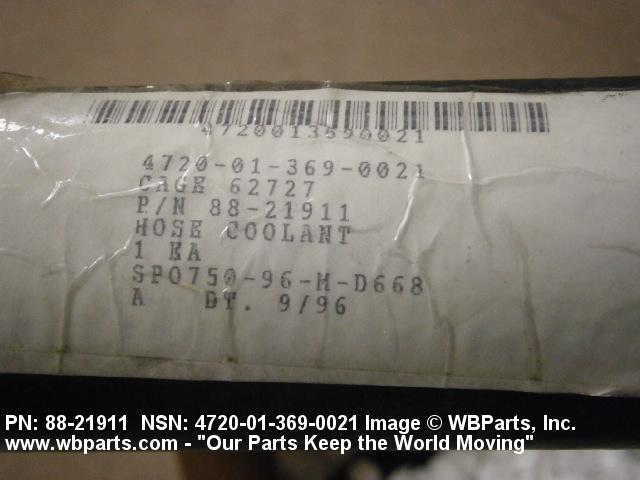 4720013690021
4720-01-369-0021
CAGE 62727
P/N 88-21911
HOSE COOLANT
1 EA
SPO750-96-M-D668
A DT. 9/96
PN: 88-21911 NSN: 4720-01-369-0021 Image © WBParts, Inc.
www.wbparts.com - "Our Parts Keep the World Moving"